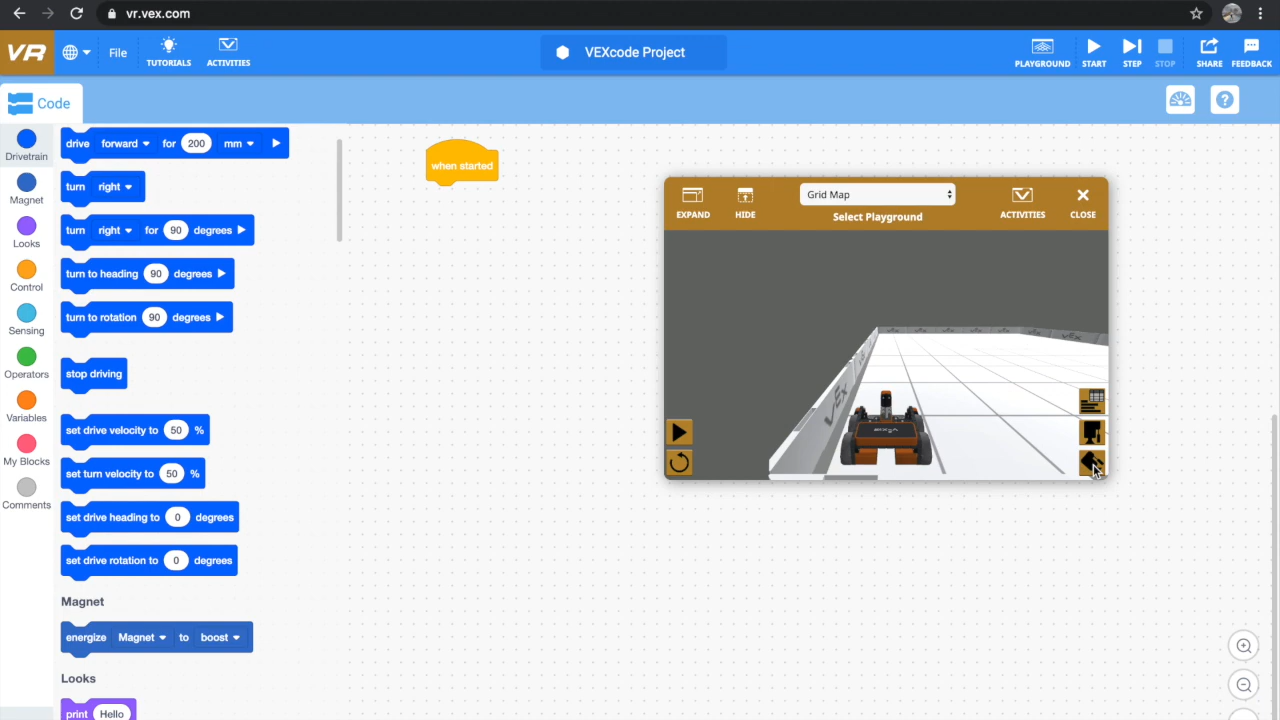 vr.vex.com
VR
File
TUTORIALS
ACTIVITIES
VEXcode Project
PLAYGROUND
START
STEP
STOP
SHARE
FEEDBACK
Code
?
Drivetrain
Magnet
Looks
Control
Sensing
Operators
Variables
My Blocks
Comments
drive forward for 200 mm
turn right
turn right for 90 degrees
turn to heading 90 degrees
turn to rotation 90 degrees
stop driving
set drive velocity to 50 %
set turn velocity to 50 %
set drive heading to 0 degrees
set drive rotation to 0 degrees
Magnet
energize Magnet to boost
Looks
print Hello
when started
EXPAND
HIDE
Grid Map
Select Playground
ACTIVITIES
CLOSE
VEX
VEX